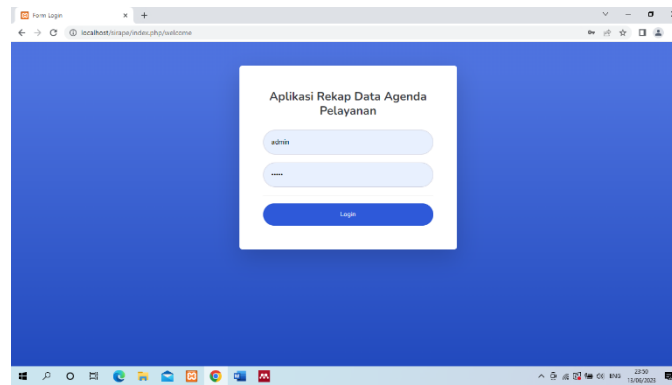 Form Login
localhost/sirape/index.php/welcome
Aplikasi Rekap Data Agenda
Pelayanan
admin
•••••
Login
ENG
23:50
13/06/2023